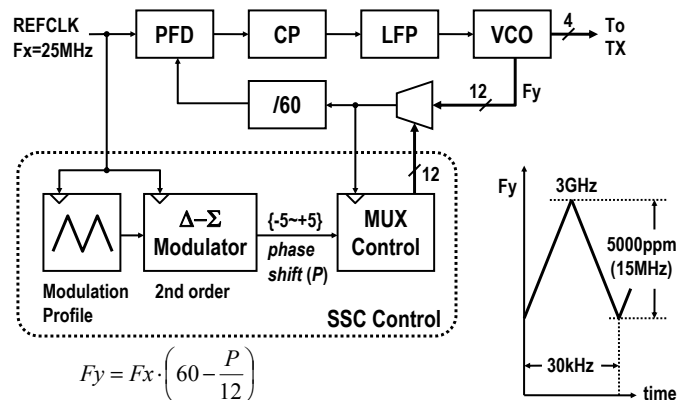 REFCLK
Fx=25MHz
PFD
CP
LFP
VCO
4
To
TX
/60
12
Fy
12
Δ−Σ
Modulator
{-5~+5}
phase
shift (P)
MUX
Control
Modulation
Profile
2nd order
SSC Control
Fy = Fx·(60 − P/12)
Fy
3GHz
5000ppm
(15MHz)
30kHz
time